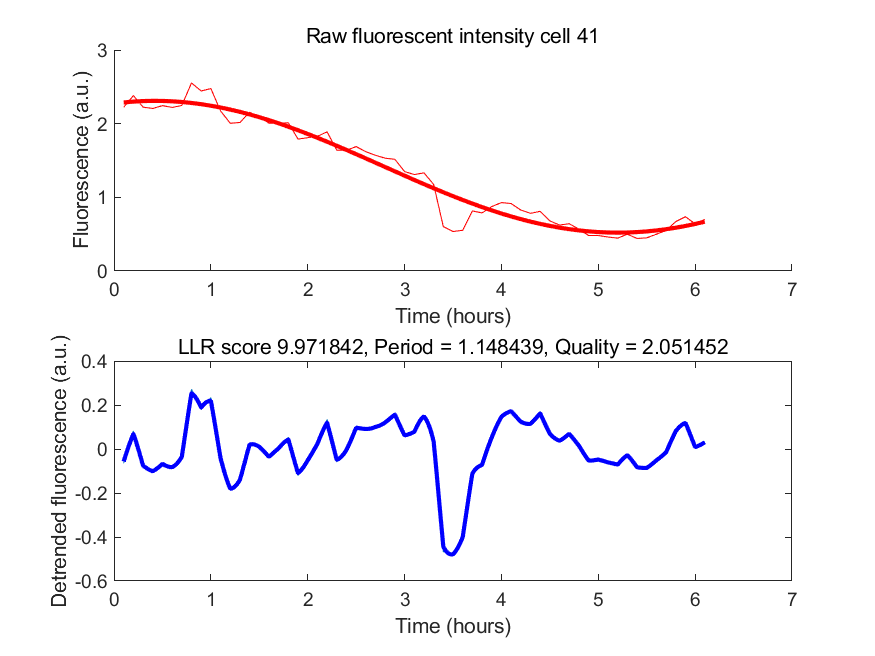 Raw fluorescent intensity cell 41
Fluorescence (a.u.)
3
2
1
0
0 1 2 3 4 5 6 7
Time (hours)
LLR score 9.971842, Period = 1.148439, Quality = 2.051452
Detrended fluorescence (a.u.)
0.4
0.2
0
-0.2
-0.4
-0.6
0 1 2 3 4 5 6 7
Time (hours)